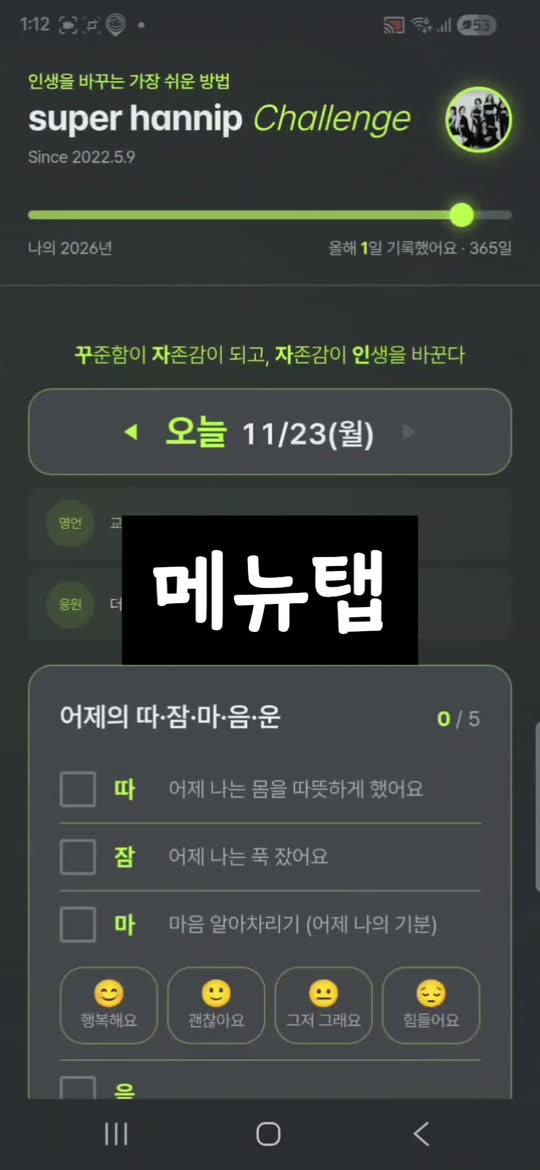 1:12
53
인생을 바꾸는 가장 쉬운 방법
super hannip Challenge
Since 2022.5.9
나의 2026년
올해 1일 기록했어요 · 365일
꾸준함이 자존감이 되고, 자존감이 인생을 바꾼다
◀ 오늘 11/23(월) ▶
명언 교
메뉴탭
응원 더
어제의 따·잠·마·음·운
0 / 5
따 어제 나는 몸을 따뜻하게 했어요
잠 어제 나는 푹 잤어요
마 마음 알아차리기 (어제 나의 기분)
행복해요
괜찮아요
그저 그래요
힘들어요
음